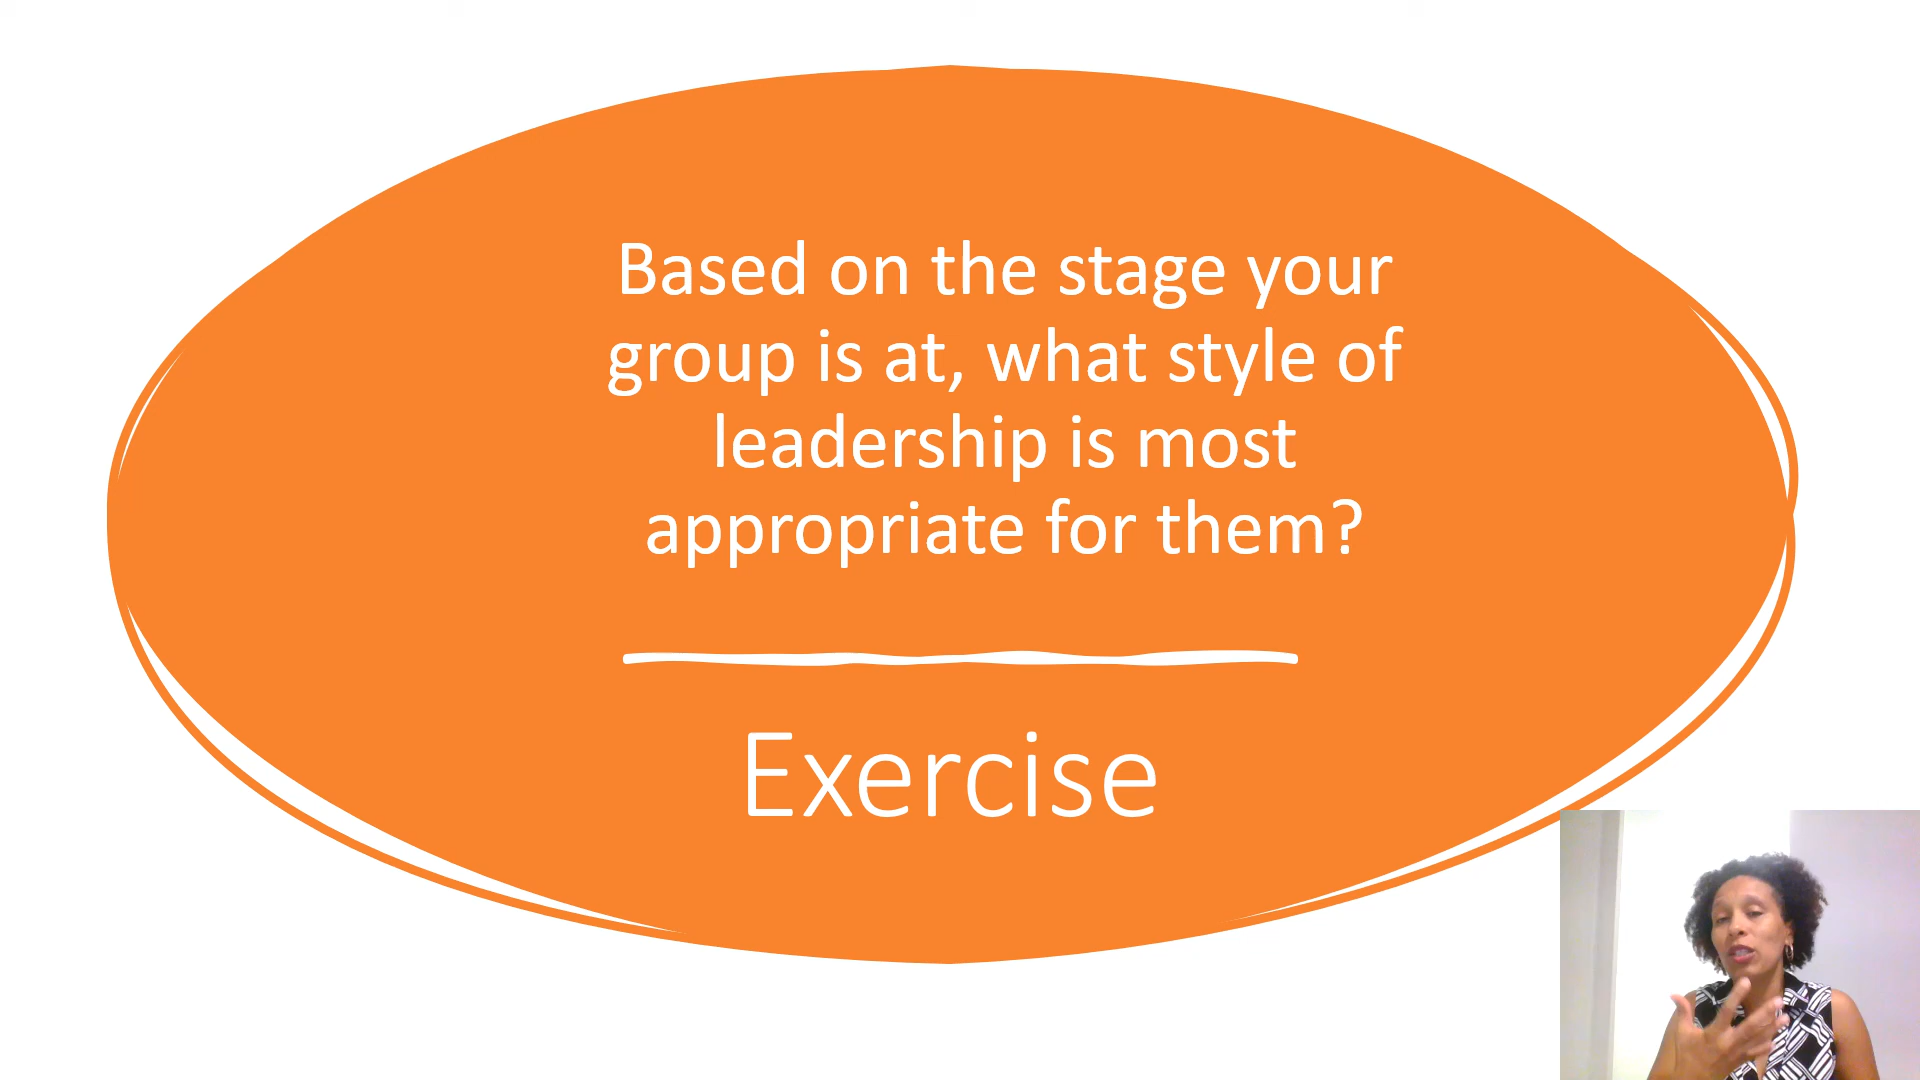 Based on the stage your
group is at, what style of
leadership is most
appropriate for them?
Exercise